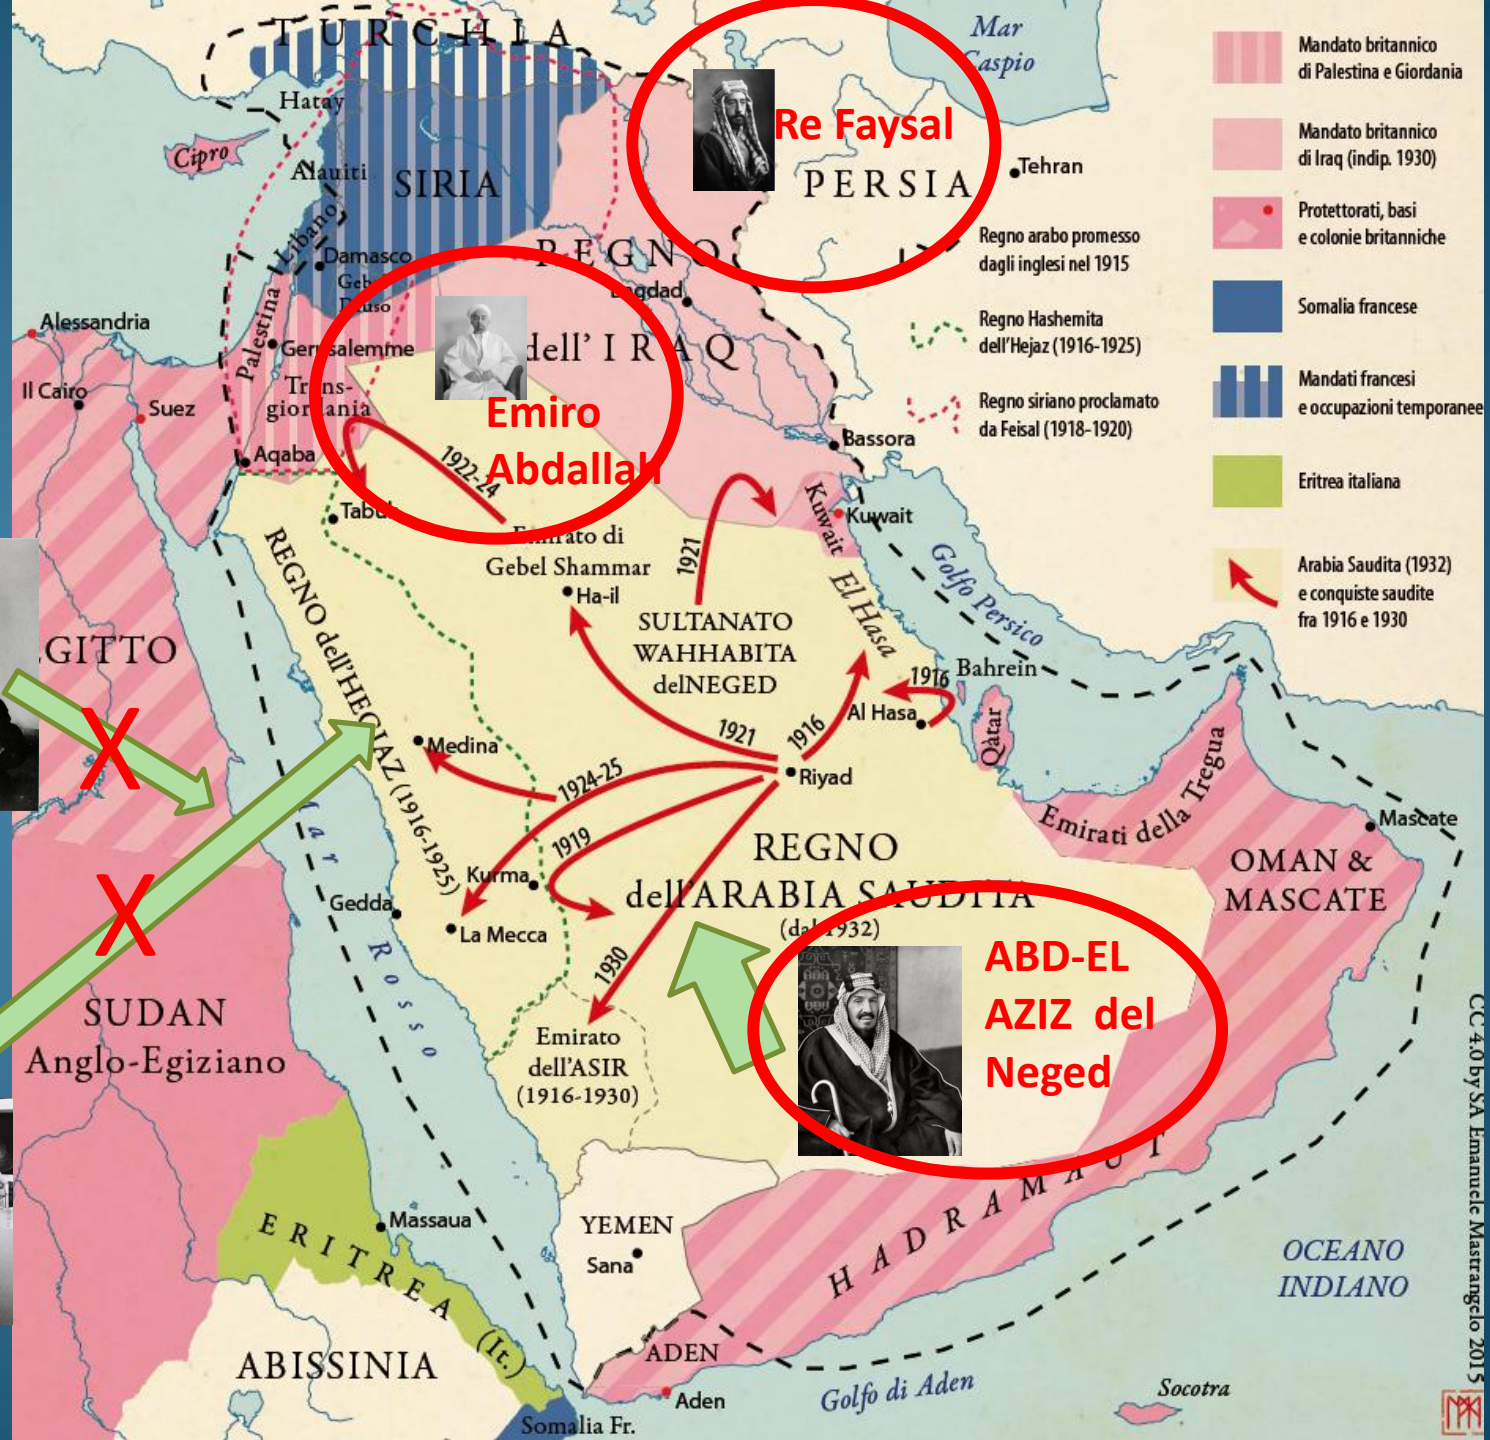 TURCHIA
Mar
Caspio
Hatay
Cipro
Alauiti
SIRIA
Libano
Damasco
Gebel
Druso
Re Faysal
PERSIA
Tehran
REGNO
dell' IRAQ
Bagdad
Alessandria
Palestina
Gerusalemme
Trans-
giordania
Il Cairo
Suez
Aqaba
Emiro
Abdallah
1922-24
Bassora
Tabuk
Kuwait
Kuwait
Emirato di
Gebel Shammar
Ha-il
1921
El Hasa
Golfo Persico
SULTANATO
WAHHABITA
delNEGED
REGNO dell'HEGIAZ (1916-1925)
GITTO
X
Medina
1921
1916
1916
Bahrein
Al Hasa
Qàtar
Riyad
1924-25
1919
Emirati della Tregua
Mascate
OMAN &
MASCATE
Kurma
REGNO
dell'ARABIA SAUDITA
(dal 1932)
X
Gedda
La Mecca
Mar Rosso
1930
ABD-EL
AZIZ del
Neged
SUDAN
Anglo-Egiziano
Emirato
dell'ASIR
(1916-1930)
HADRAMAUT
ERITREA (It.)
Massaua
YEMEN
Sana
OCEANO
INDIANO
ABISSINIA
ADEN
Aden
Golfo di Aden
Socotra
Somalia Fr.
Mandato britannico
di Palestina e Giordania
Mandato britannico
di Iraq (indip. 1930)
Protettorati, basi
e colonie britanniche
Regno arabo promesso
dagli inglesi nel 1915
Somalia francese
Regno Hashemita
dell'Hejaz (1916-1925)
Mandati francesi
e occupazioni temporanee
Regno siriano proclamato
da Feisal (1918-1920)
Eritrea italiana
Arabia Saudita (1932)
e conquiste saudite
fra 1916 e 1930
CC 4.0 by SA Emanuele Mastrangelo 2015